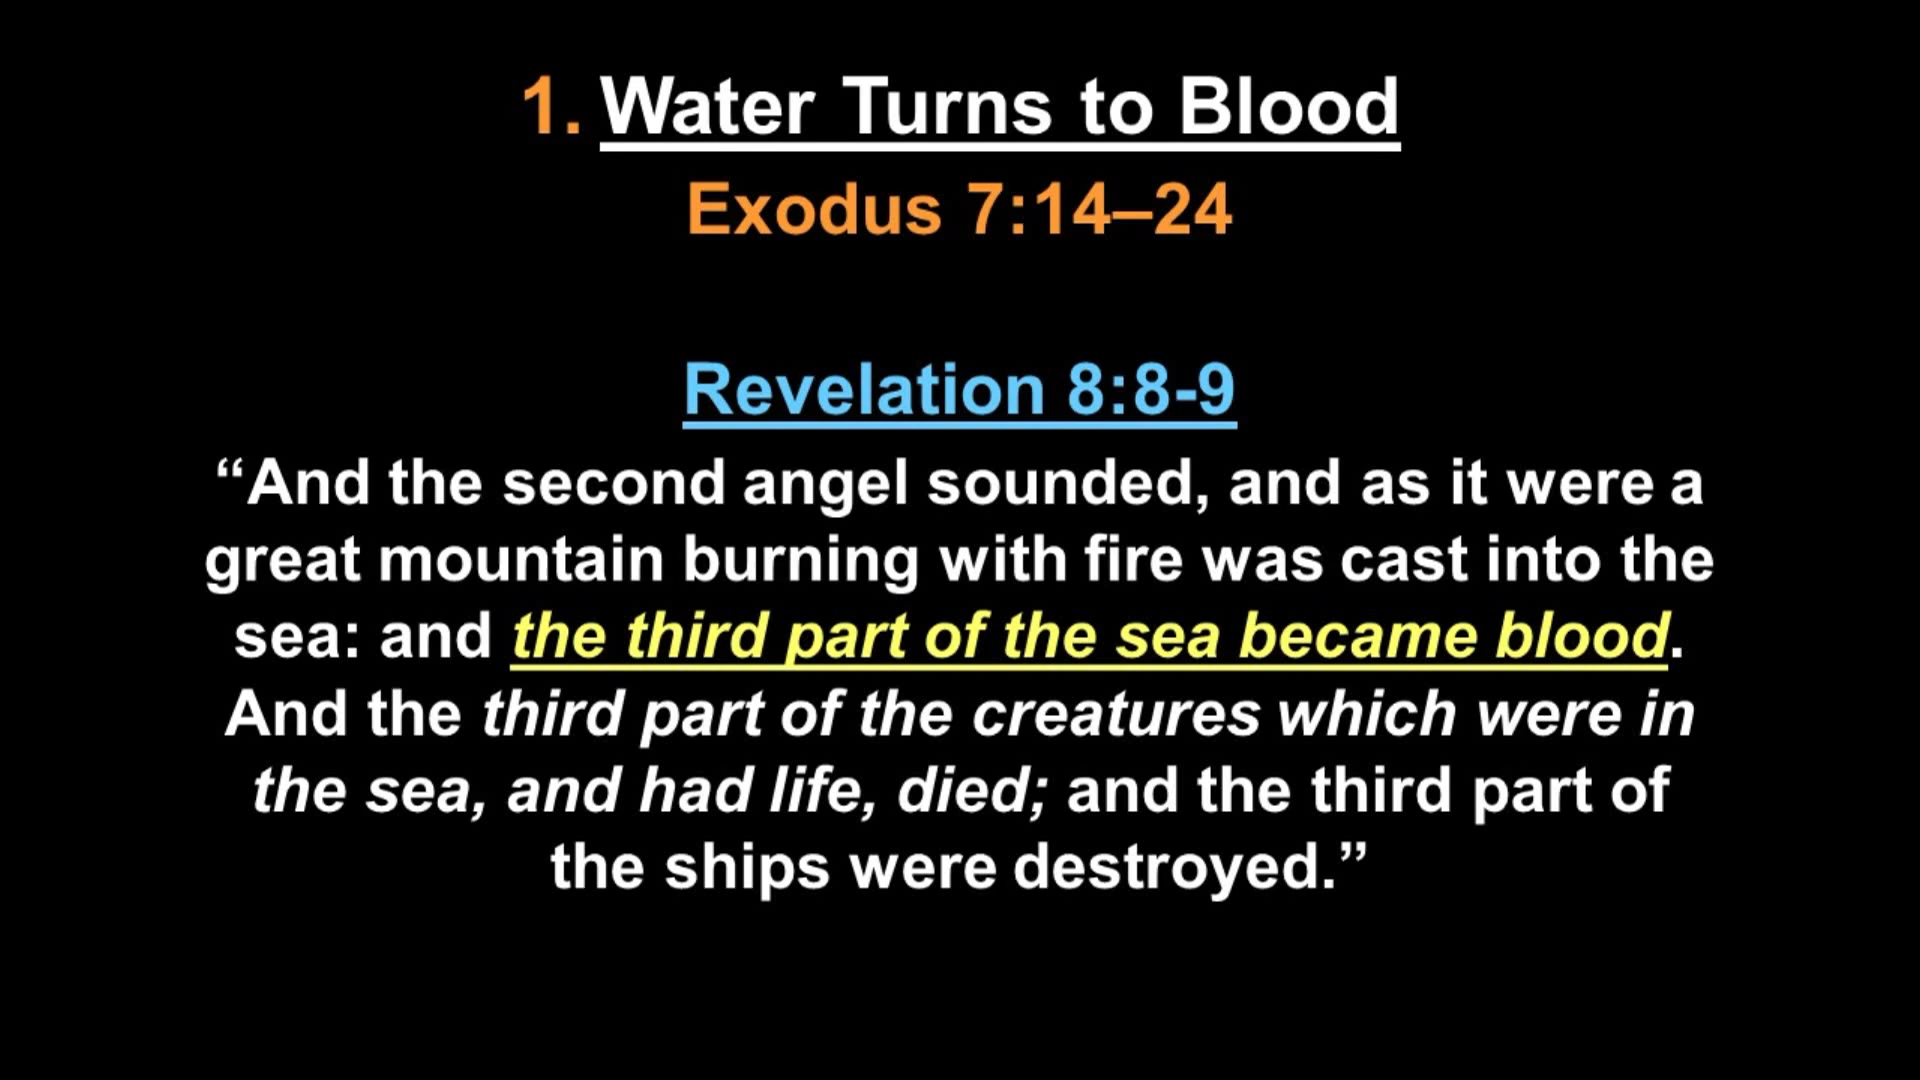 1. Water Turns to Blood
Exodus 7:14–24
Revelation 8:8-9
“And the second angel sounded, and as it were a
great mountain burning with fire was cast into the
sea: and the third part of the sea became blood.
And the third part of the creatures which were in
the sea, and had life, died; and the third part of
the ships were destroyed.”